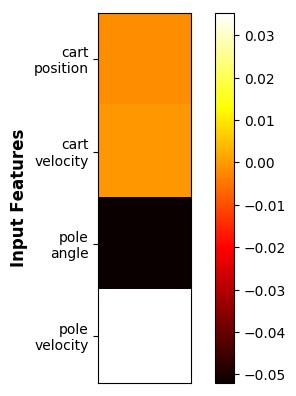 Input Features
cart
position
cart
velocity
pole
angle
pole
velocity
0.03
0.02
0.01
0.00
−0.01
−0.02
−0.03
−0.04
−0.05